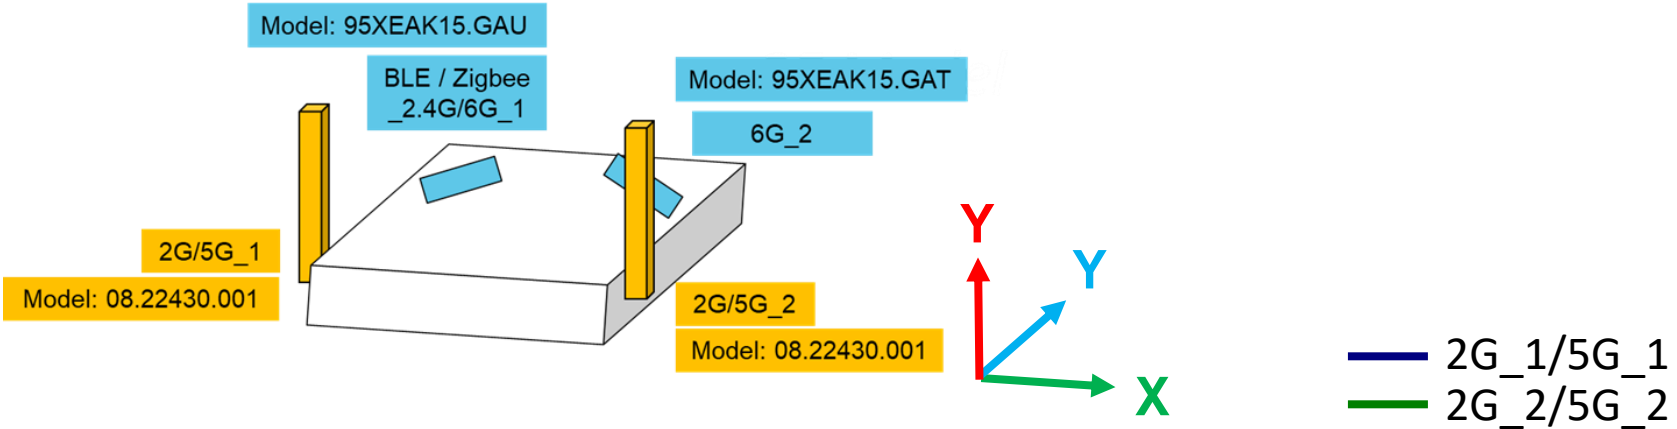 Model: 95XEAK15.GAU
BLE / Zigbee
_2.4G/6G_1
Model: 95XEAK15.GAT
6G_2
2G/5G_1
Model: 08.22430.001
2G/5G_2
Model: 08.22430.001
Y
Y
X
2G_1/5G_1
2G_2/5G_2